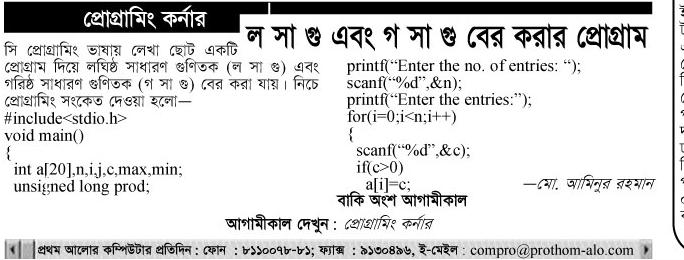 প্রোগ্রামিং কর্নার
ল সা গু এবং গ সা গু বের করার প্রোগ্রাম
সি প্রোগ্রামিং ভাষায় লেখা ছোট একটি
প্রোগ্রাম দিয়ে লঘিষ্ঠ সাধারণ গুণিতক (ল সা গু) এবং
গরিষ্ঠ সাধারণ গুণিতক (গ সা গু) বের করা যায়। নিচে
প্রোগ্রামিং সংকেত দেওয়া হলো—
#include<stdio.h>
void main()
{
int a[20],n,i,j,c,max,min;
unsigned long prod;
printf("Enter the no. of entries: “);
scanf(“%d”,&n);
printf(“Enter the entries:”);
for(i=0;i<n;i++)
{
scanf(“%d”,&c);
if(c>0)
a[i]=c;
—মো. আমিনুর রহমান
বাকি অংশ আগামীকাল
আগামীকাল দেখুন : প্রোগ্রামিং কর্নার
প্রথম আলোর কম্পিউটার প্রতিদিন : ফোন : ৮১১০০৭৮-৮১; ফ্যাক্স : ৯১৩০৪৯৬, ই-মেইল : compro@prothom-alo.com